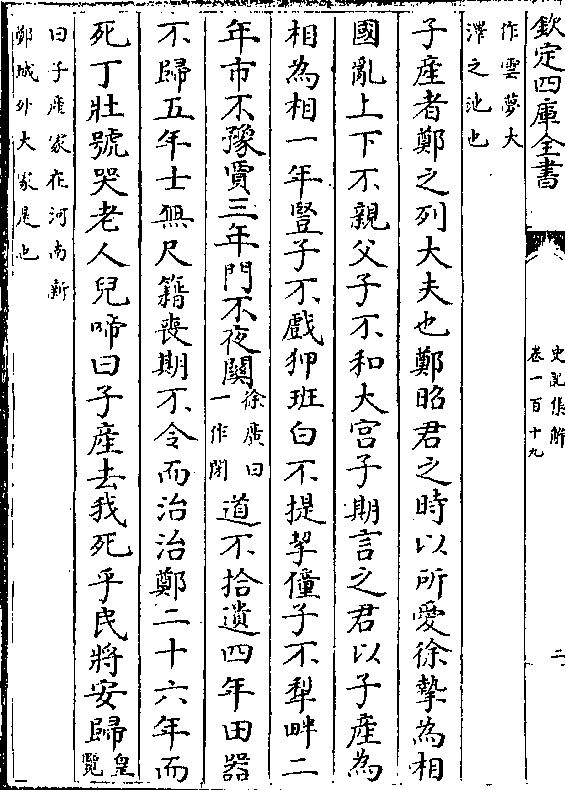 欽定四庫全書
史記集解
卷一百十九
二
作雲夢大
澤之池也
子產者鄭之列大夫也鄭昭君之時以所愛徐摯為相
國亂上下不親父子不和大宫子期言之君以子產為
相為相一年豎子不戲狎班白不提挈僮子不犁畔二
年市不豫賈三年門不夜關徐廣曰一作閉道不拾遺四年田器
不歸五年士無尺籍喪期不令而治治鄭二十六年而
死丁壯號哭老人兒啼曰子產去我死乎民將安歸皇覽
曰子產冢在河南新
鄭城外大冢是也